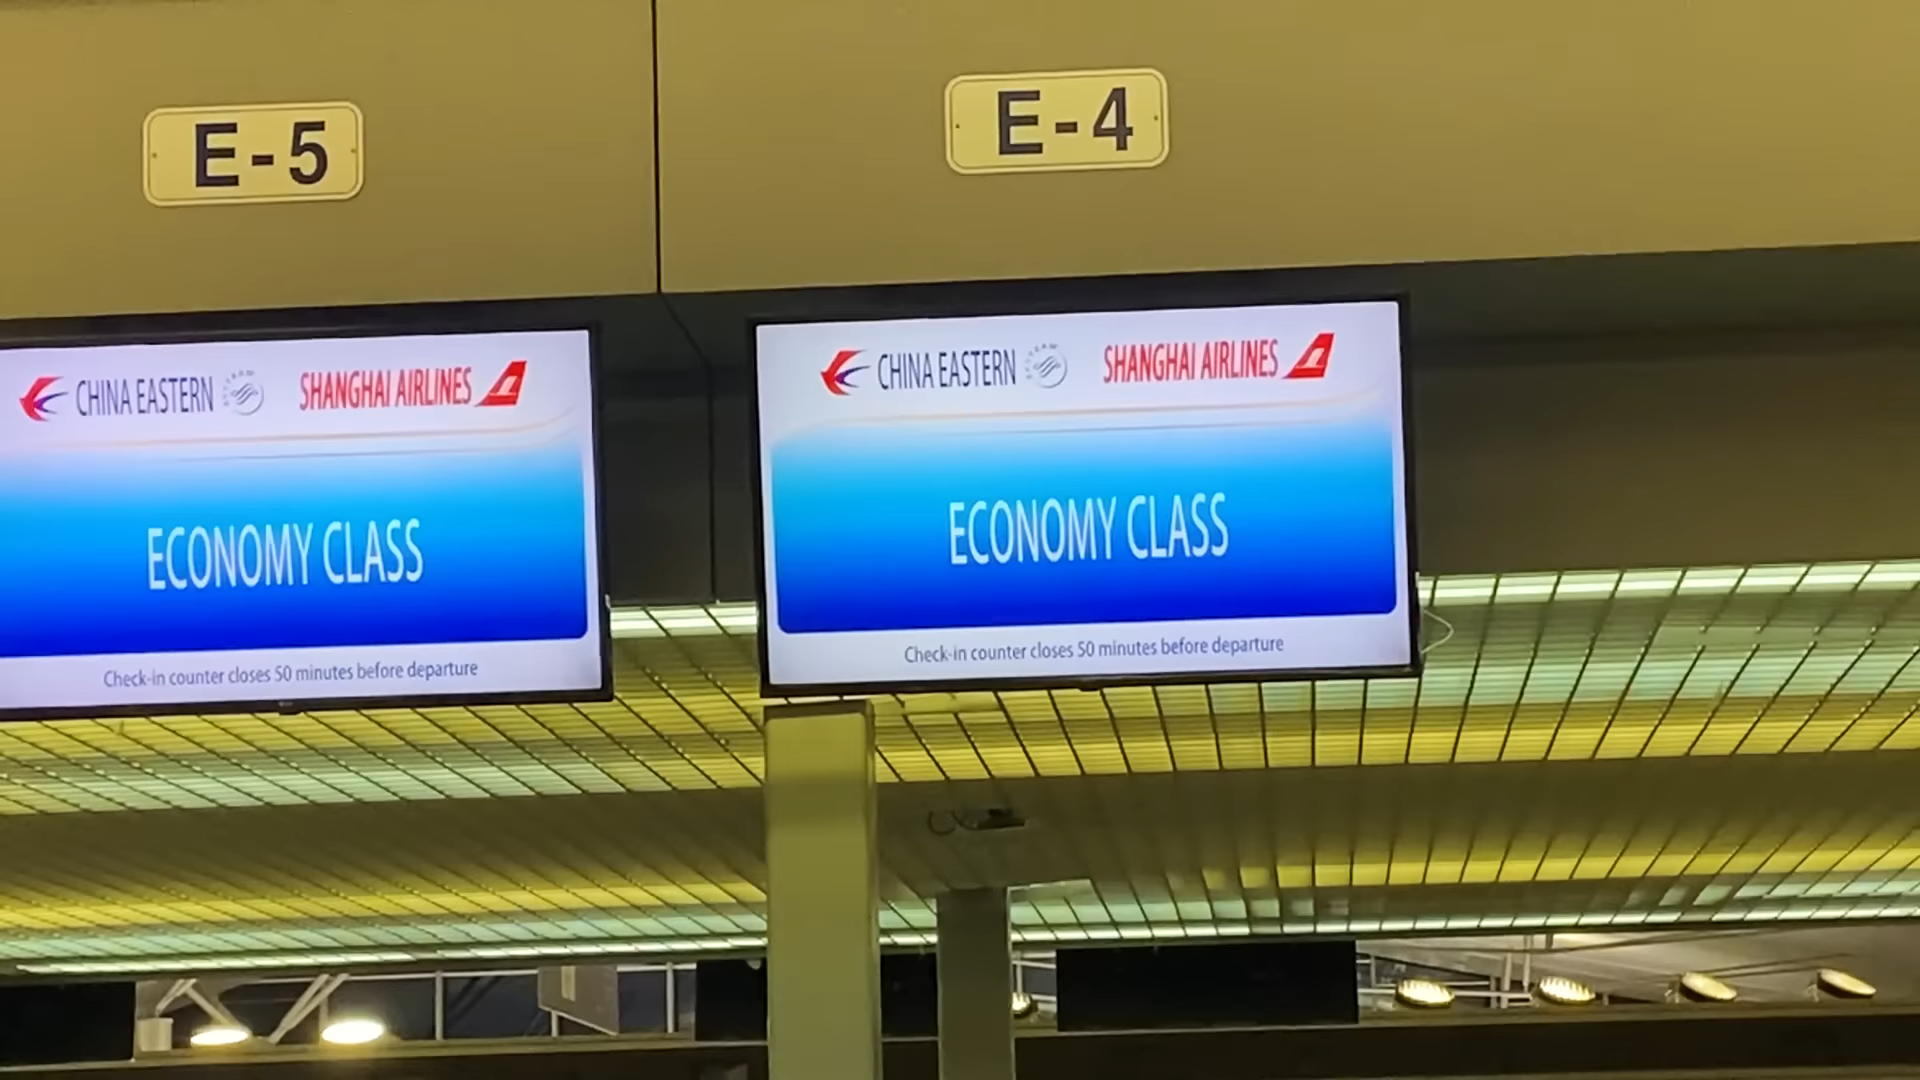 E-5
E-4
CHINA EASTERN SHANGHAI AIRLINES
ECONOMY CLASS
Check-in counter closes 50 minutes before departure
CHINA EASTERN SHANGHAI AIRLINES
ECONOMY CLASS
Check-in counter closes 50 minutes before departure